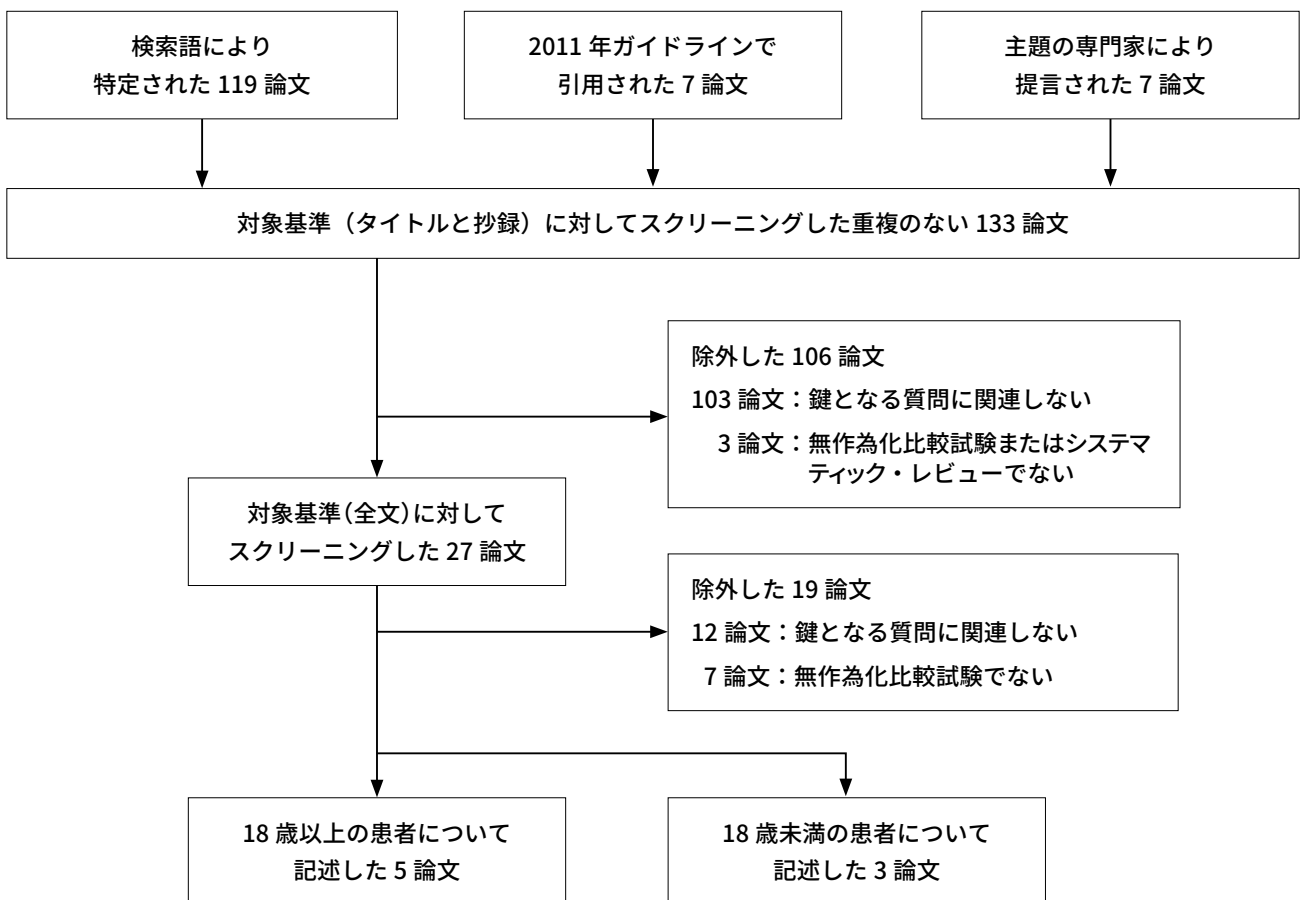 検索語により
特定された 119 論文
2011 年ガイドラインで
引用された 7 論文
主題の専門家により
提言された 7 論文
対象基準（タイトルと抄録）に対してスクリーニングした重複のない 133 論文
除外した 106 論文
103 論文：鍵となる質問に関連しない
3 論文：無作為化比較試験またはシステマ
ティック・レビューでない
対象基準（全文）に対して
スクリーニングした 27 論文
除外した 19 論文
12 論文：鍵となる質問に関連しない
7 論文：無作為化比較試験でない
18 歳以上の患者について
記述した 5 論文
18 歳未満の患者について
記述した 3 論文